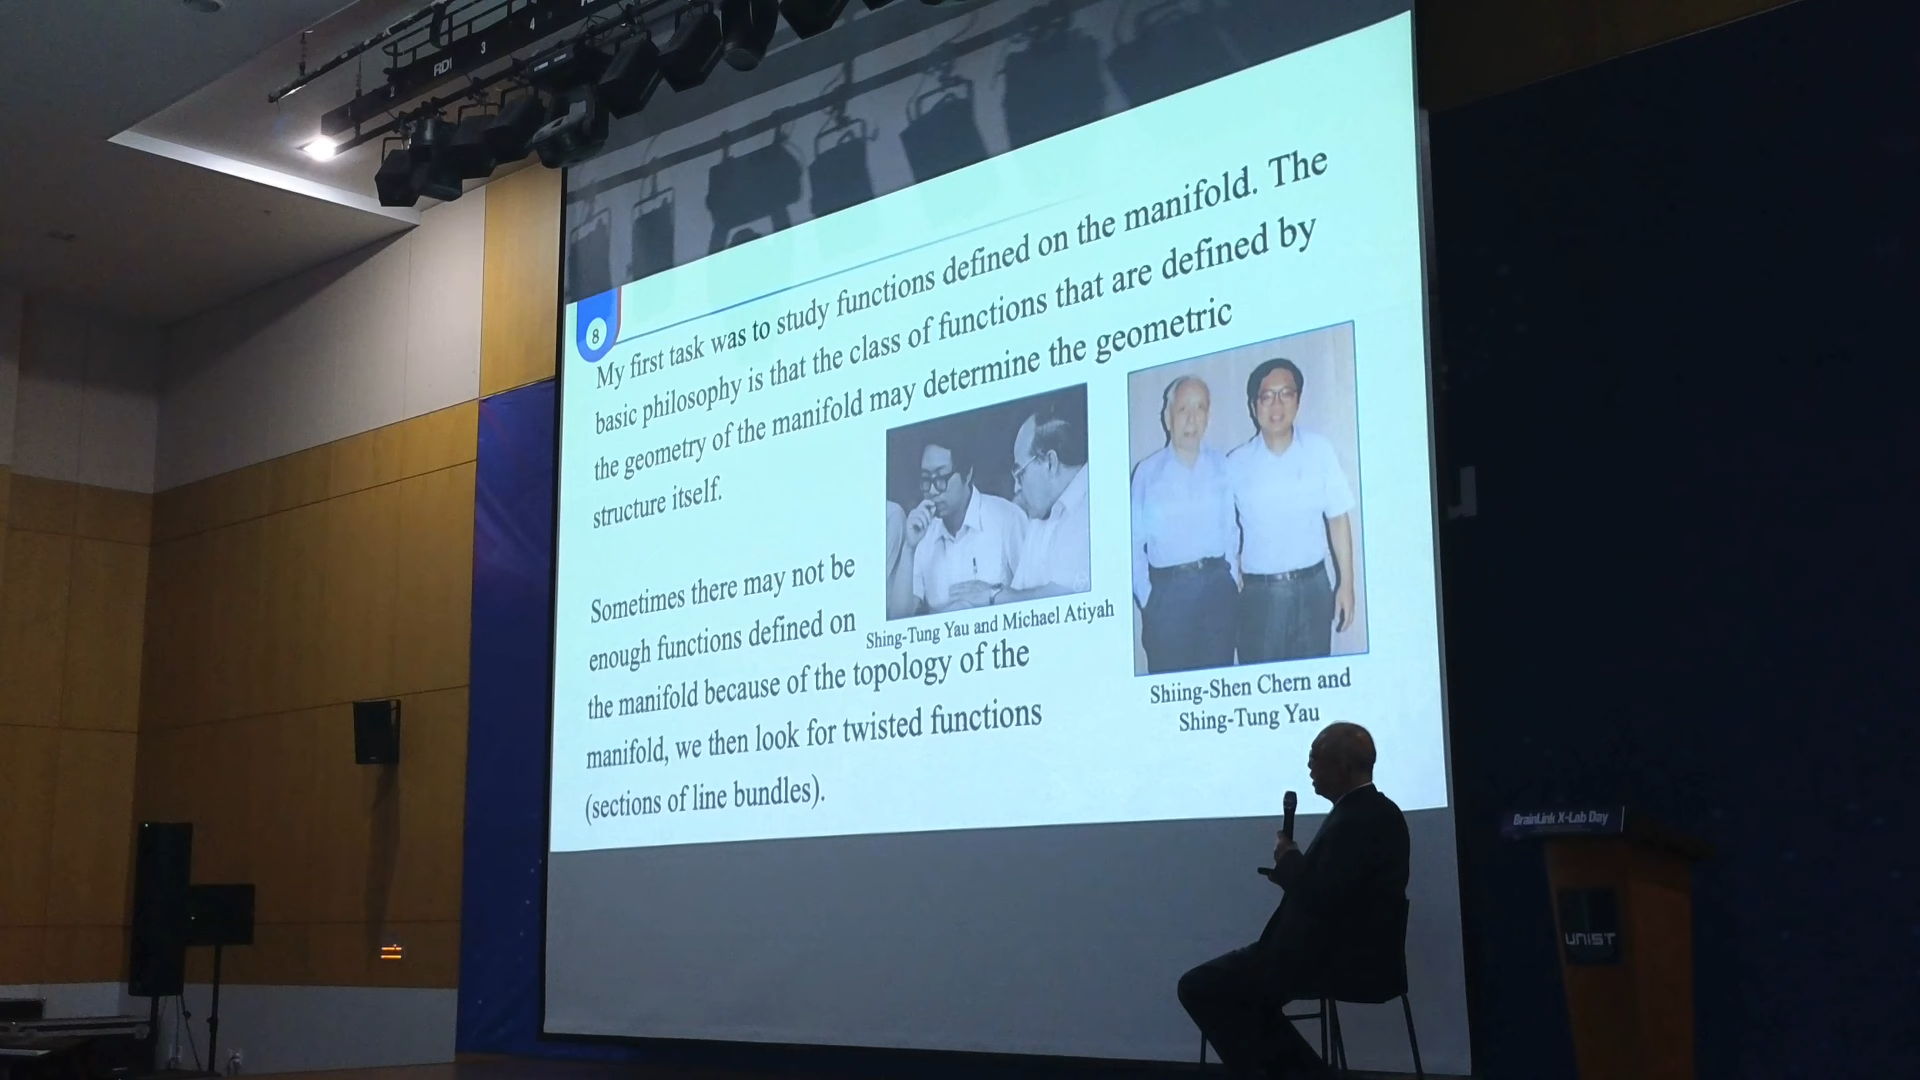 3
4
RDI
8
My first task was to study functions defined on the manifold. The
basic philosophy is that the class of functions that are defined by
the geometry of the manifold may determine the geometric
structure itself.
Sometimes there may not be
enough functions defined on
the manifold because of the topology of the
manifold, we then look for twisted functions
(sections of line bundles).
Shing-Tung Yau and Michael Atiyah
Shiing-Shen Chern and
Shing-Tung Yau
BrainLink X-Lab Day
UNIST